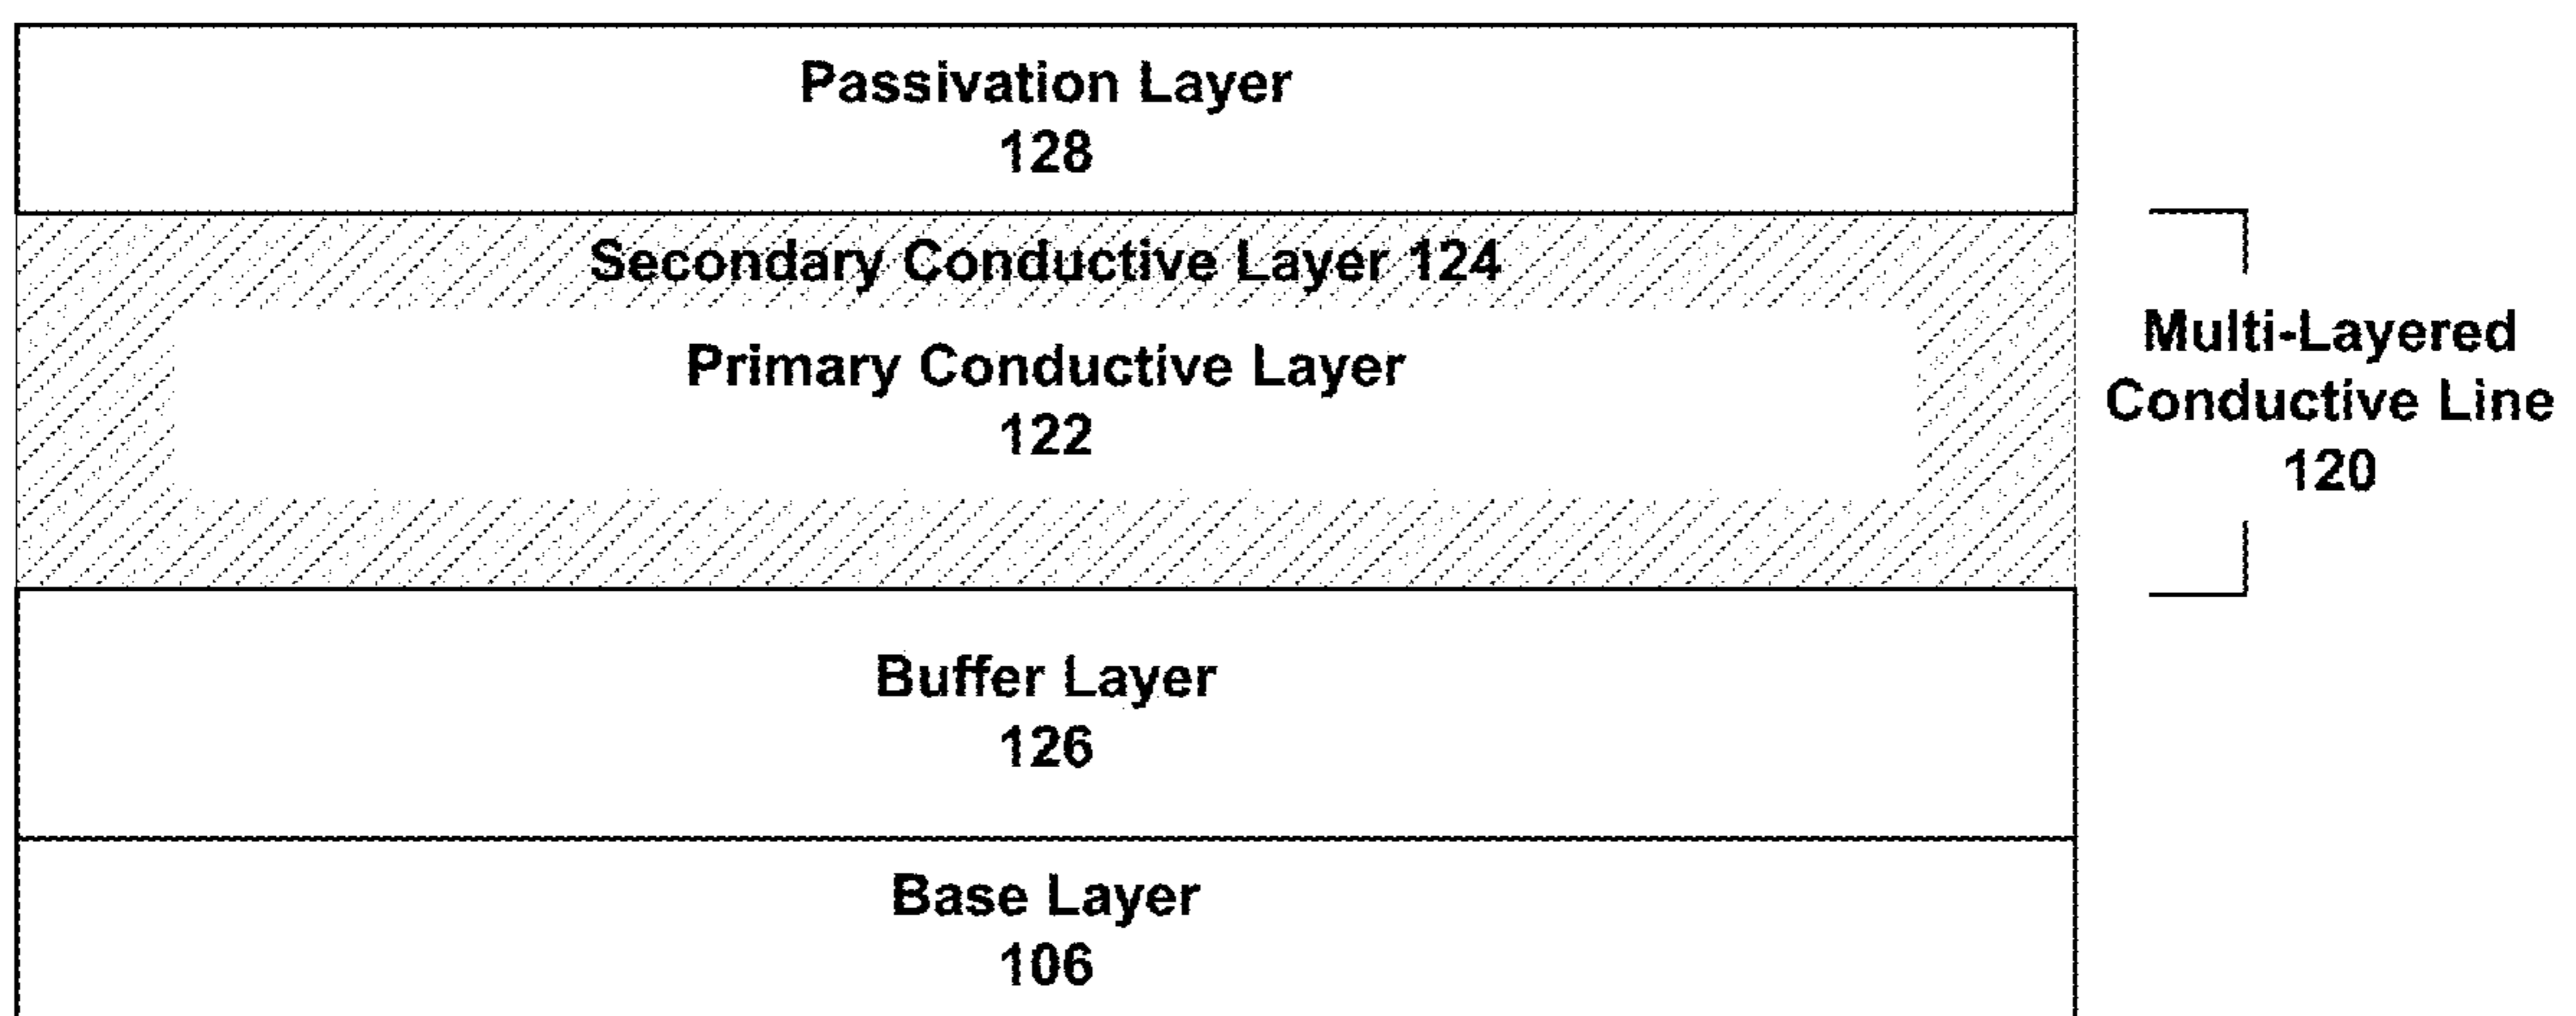 Passivation Layer
128
Secondary Conductive Layer 124
Primary Conductive Layer
122
Multi-Layered
Conductive Line
120
Buffer Layer
126
Base Layer
106